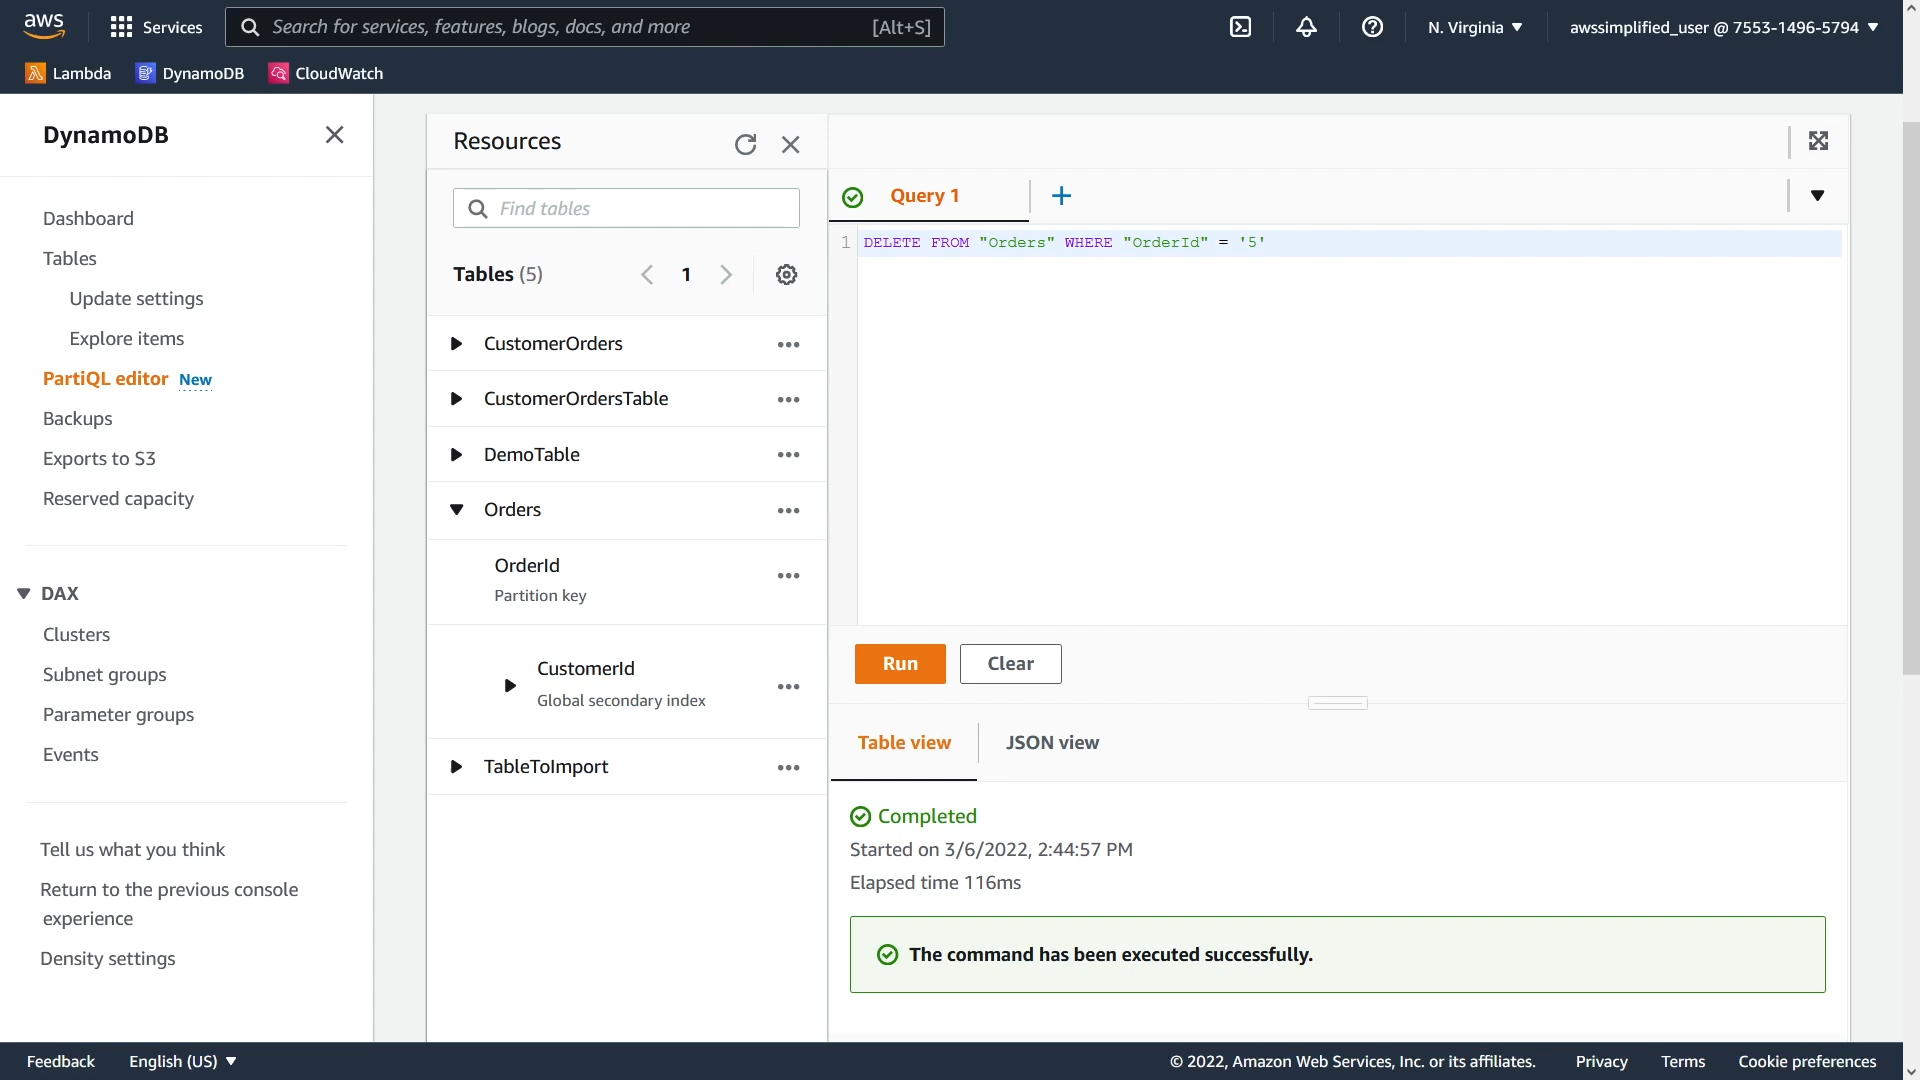 aws
Services
Search for services, features, blogs, docs, and more
[Alt+S]
N. Virginia
awssimplified_user @ 7553-1496-5794
Lambda
DynamoDB
CloudWatch
DynamoDB
Dashboard
Tables
Update settings
Explore items
PartiQL editor New
Backups
Exports to S3
Reserved capacity
DAX
Clusters
Subnet groups
Parameter groups
Events
Tell us what you think
Return to the previous console
experience
Density settings
Resources
Find tables
Tables (5)
1
CustomerOrders
CustomerOrdersTable
DemoTable
Orders
OrderId
Partition key
CustomerId
Global secondary index
TableToImport
Query 1
1 DELETE FROM "Orders" WHERE "OrderId" = '5'
Run
Clear
Table view
JSON view
Completed
Started on 3/6/2022, 2:44:57 PM
Elapsed time 116ms
The command has been executed successfully.
Feedback
English (US)
© 2022, Amazon Web Services, Inc. or its affiliates.
Privacy
Terms
Cookie preferences